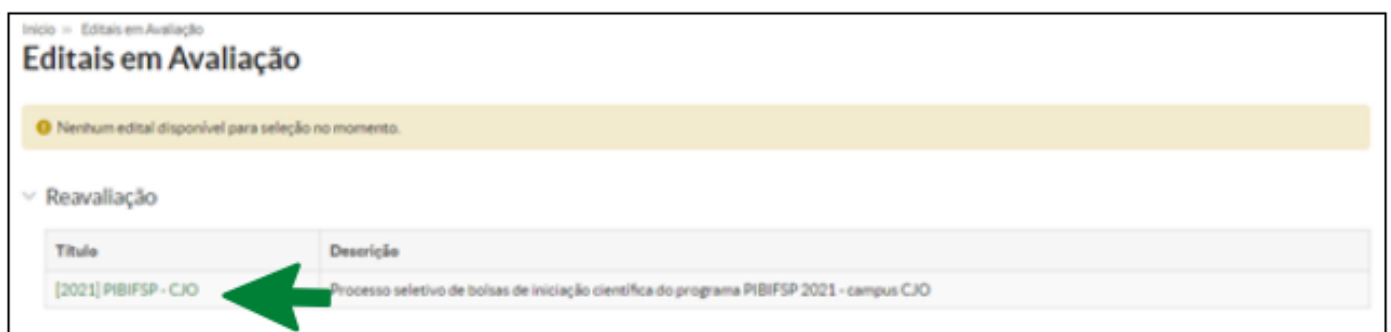 Início » Editais em Avaliação
Editais em Avaliação
Nenhum edital disponível para seleção no momento.
Reavaliação
Título Descrição
[2021] PIBIFSP - CJO Processo seletivo de bolsas de iniciação científica do programa PIBIFSP 2021 - campus CJO